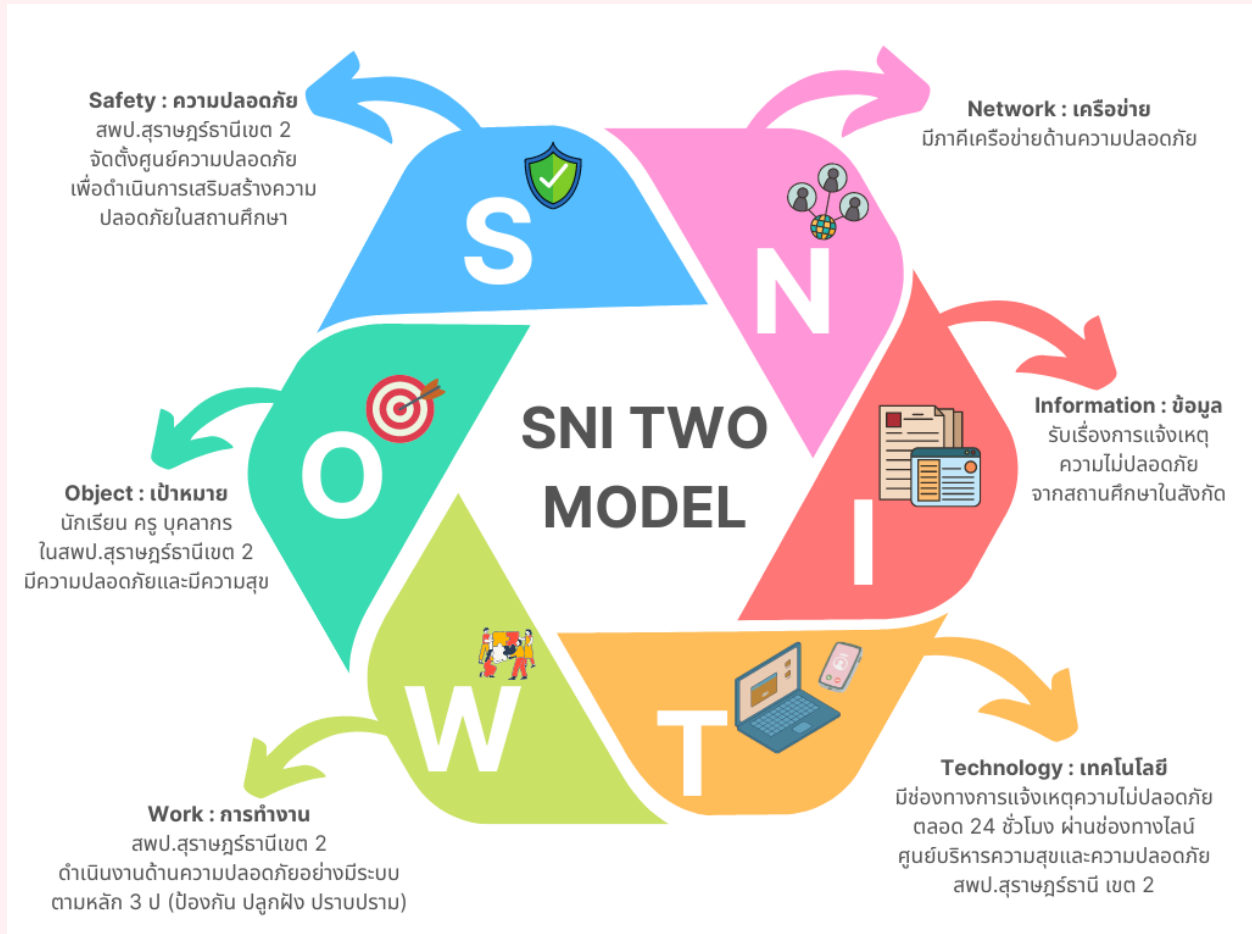 Safety : ความปลอดภัย
สพป.สุราษฎร์ธานีเขต 2
จัดตั้งศูนย์ความปลอดภัย
เพื่อดำเนินการเสริมสร้างความ
ปลอดภัยในสถานศึกษา
S
Network : เครือข่าย
มีภาคีเครือข่ายด้านความปลอดภัย
N
Information : ข้อมูล
รับเรื่องการแจ้งเหตุ
ความไม่ปลอดภัย
จากสถานศึกษาในสังกัด
I
SNI TWO
MODEL
Technology : เทคโนโลยี
มีช่องทางการแจ้งเหตุความไม่ปลอดภัย
ตลอด 24 ชั่วโมง ผ่านช่องทางไลน์
ศูนย์บริหารความสุขและความปลอดภัย
สพป.สุราษฎร์ธานี เขต 2
T
Work : การทำงาน
สพป.สุราษฎร์ธานีเขต 2
ดำเนินงานด้านความปลอดภัยอย่างมีระบบ
ตามหลัก 3 ป (ป้องกัน ปลูกฝัง ปราบปราม)
W
Object : เป้าหมาย
นักเรียน ครู บุคลากร
ในสพป.สุราษฎร์ธานีเขต 2
มีความปลอดภัยและมีความสุข
O